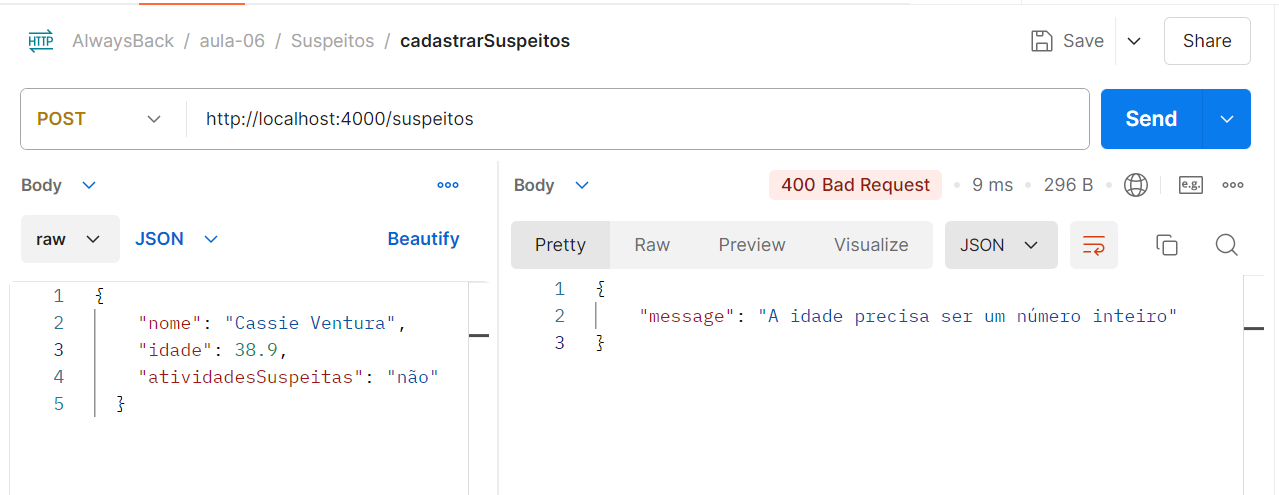 HTTP AlwaysBack / aula-06 / Suspeitos / cadastrarSuspeitos Save Share
POST http://localhost:4000/suspeitos Send
Body
raw JSON Beautify
1 {
2 "nome": "Cassie Ventura",
3 "idade": 38.9,
4 "atividadesSuspeitas": "não"
5 }
Body 400 Bad Request 9 ms 296 B e.g.
Pretty Raw Preview Visualize JSON
1 {
2 "message": "A idade precisa ser um número inteiro"
3 }